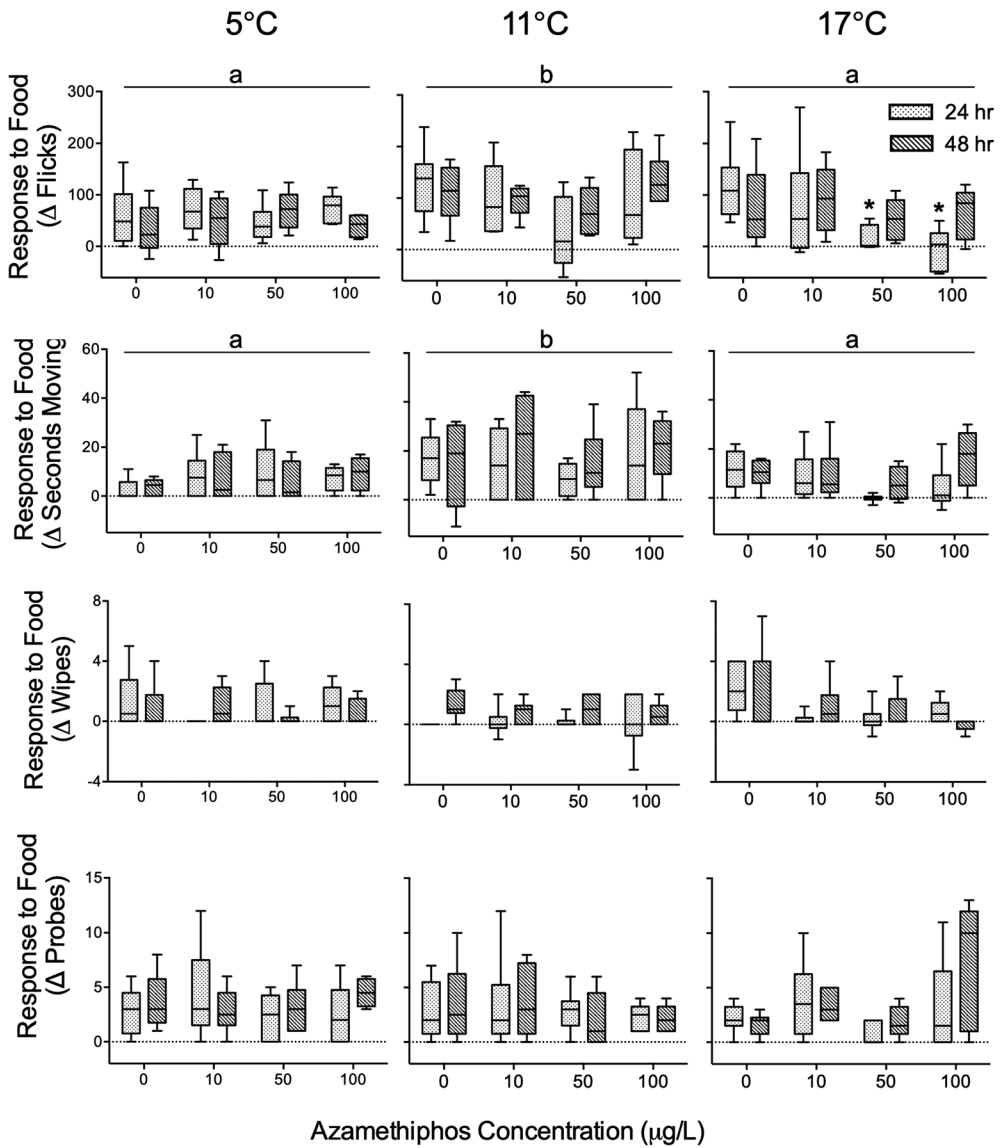 5°C 11°C 17°C
a b a
Response to Food
(Δ Flicks)
300
200
100
0
24 hr
48 hr
* *
0 10 50 100 0 10 50 100 0 10 50 100
a b a
Response to Food
(Δ Seconds Moving
60
40
20
0
0 10 50 100 0 10 50 100 0 10 50 100
Response to Food
(Δ Wipes)
8
4
0
-4
0 10 50 100 0 10 50 100 0 10 50 100
Response to Food
(Δ Probes)
15
10
5
0
0 10 50 100 0 10 50 100 0 10 50 100
Azamethiphos Concentration (µg/L)